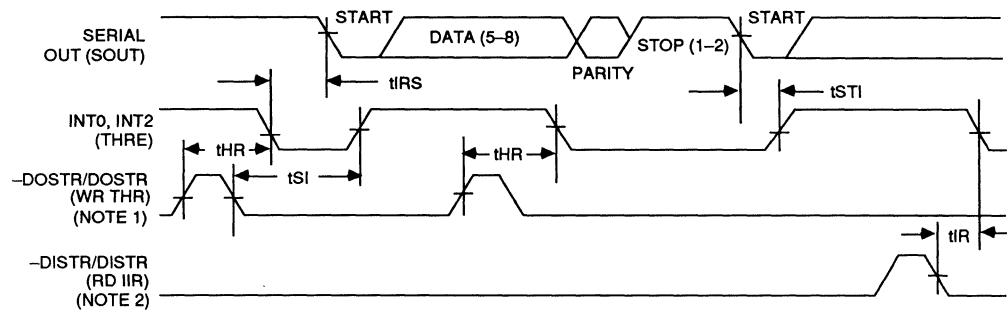 SERIAL
OUT (SOUT)
START
DATA (5–8)
PARITY
STOP (1–2)
START
tIRS
tSTI
INT0, INT2
(THRE)
tHR
tHR
tSI
–DOSTR/DOSTR
(WR THR)
(NOTE 1)
tIR
–DISTR/DISTR
(RD IIR)
(NOTE 2)